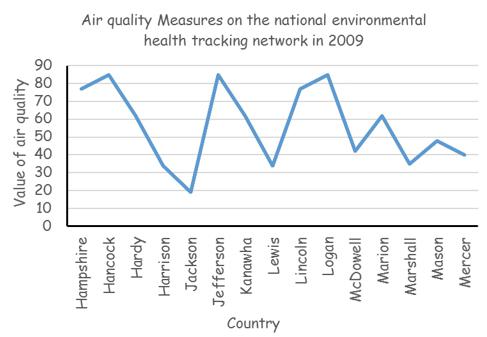 Air quality Measures on the national environmental
health tracking network in 2009
Value of air quality
90
80
70
60
50
40
30
20
10
0
Hampshire
Hancock
Hardy
Harrison
Jackson
Jefferson
Kanawha
Lewis
Lincoln
Logan
McDowell
Marion
Marshall
Mason
Mercer
Country